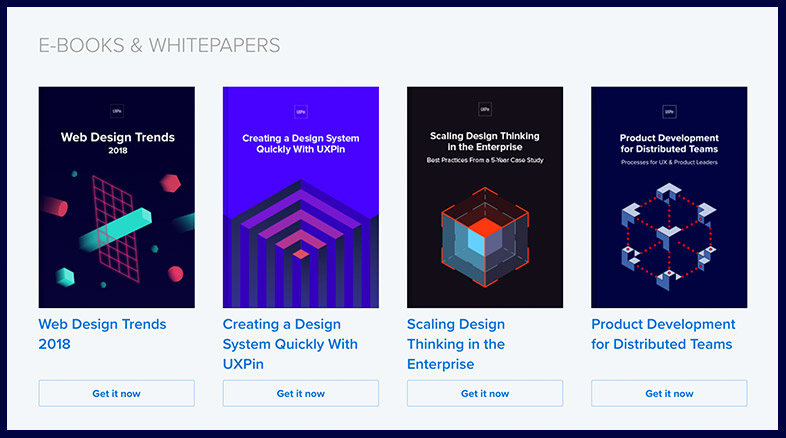 E-BOOKS & WHITEPAPERS
UXPin
Web Design Trends
2018
Web Design Trends
2018
Get it now
UXPin
Creating a Design System
Quickly With UXPin
Creating a Design
System Quickly With
UXPin
Get it now
UXPin
Scaling Design Thinking
in the Enterprise
Best Practices From a 5-Year Case Study
Scaling Design
Thinking in the
Enterprise
Get it now
UXPin
Product Development
for Distributed Teams
Processes for UX & Product Leaders
Product Development
for Distributed Teams
Get it now